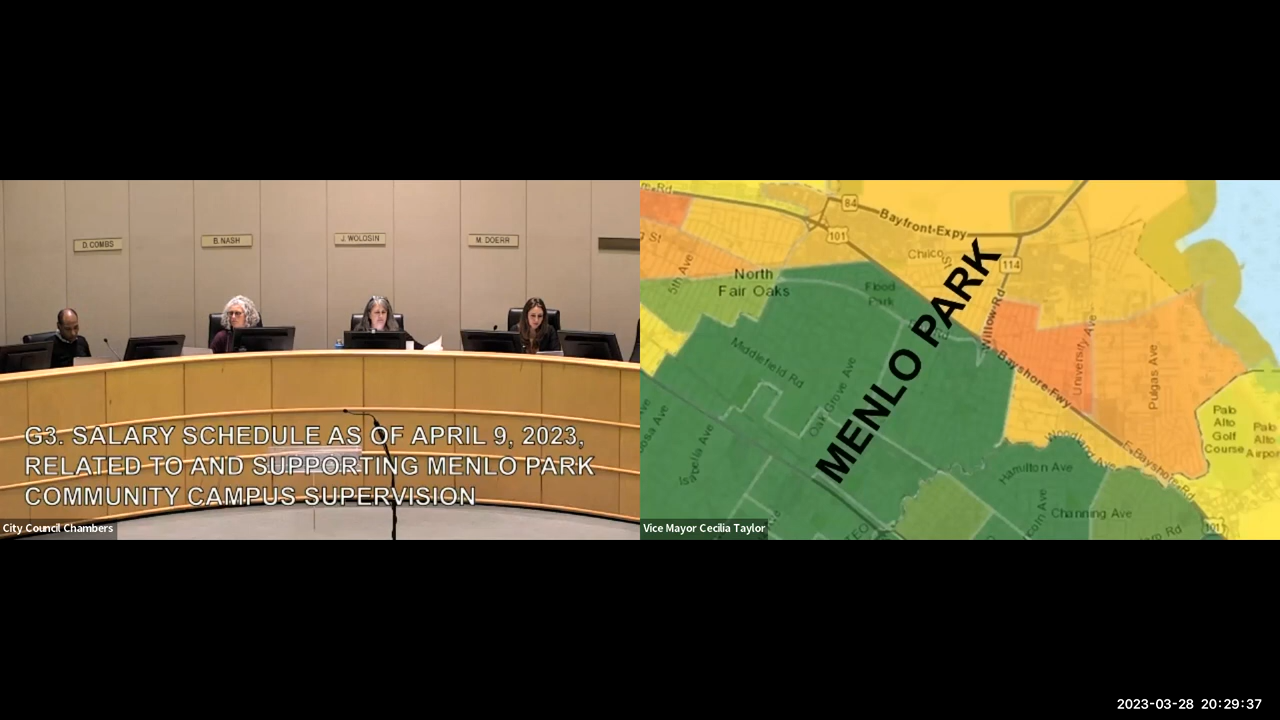 D. COMBS
B. NASH
J. WOLOSIN
M. DOERR
G3. SALARY SCHEDULE AS OF APRIL 9, 2023,
RELATED TO AND SUPPORTING MENLO PARK
COMMUNITY CAMPUS SUPERVISION
City Council Chambers
84
Bayfront Expy
101
Chilco St
114
5th Ave
North
Fair Oaks
Flood
Park
MENLO PARK
Willow Rd
Middlefield Rd
Oak Grove Ave
University Ave
Pulgas Ave
Bayshore Fwy
Palo
Alto
Golf
Course
Palo
Alto
Airport
Woodland Ave
E Bayshore Rd
Hamilton Ave
Channing Ave
101
Vice Mayor Cecilia Taylor
2023-03-28 20:29:37